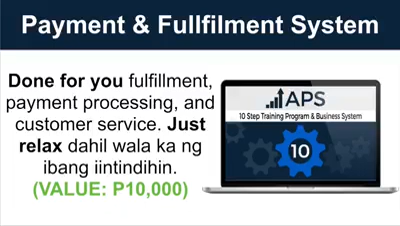 Payment & Fullfilment System
Done for you fulfillment,
payment processing, and
customer service. Just
relax dahil wala ka ng
ibang iintindihin.
(VALUE: P10,000)
APS
10 Step Training Program & Business System
10